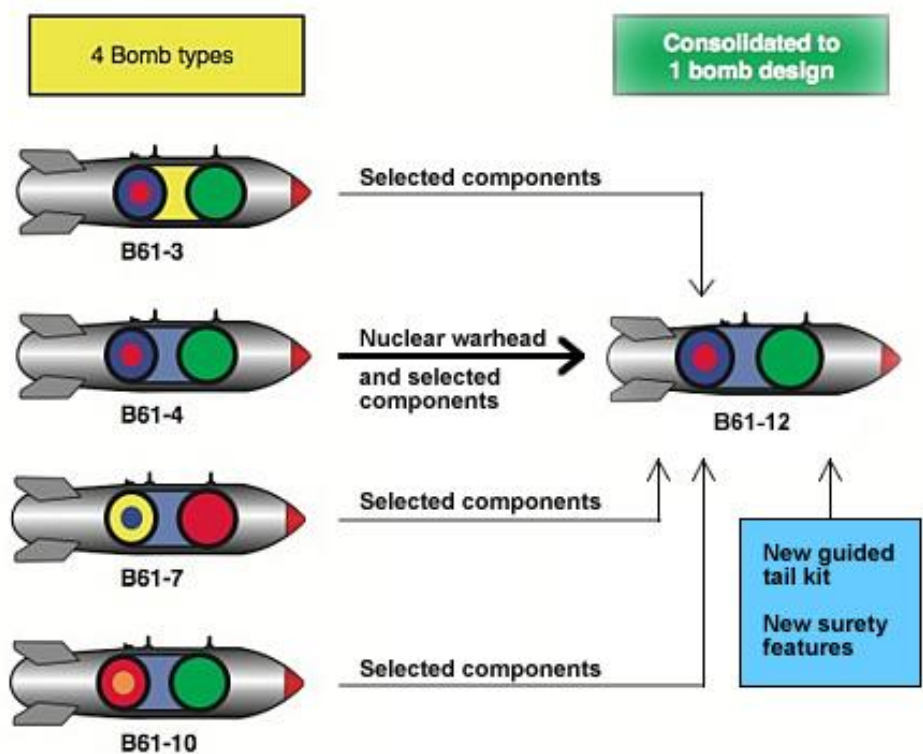 4 Bomb types
Consolidated to
1 bomb design
Selected components
B61-3
Nuclear warhead
and selected
components
B61-4
B61-12
Selected components
B61-7
New guided
tail kit
New surety
features
Selected components
B61-10